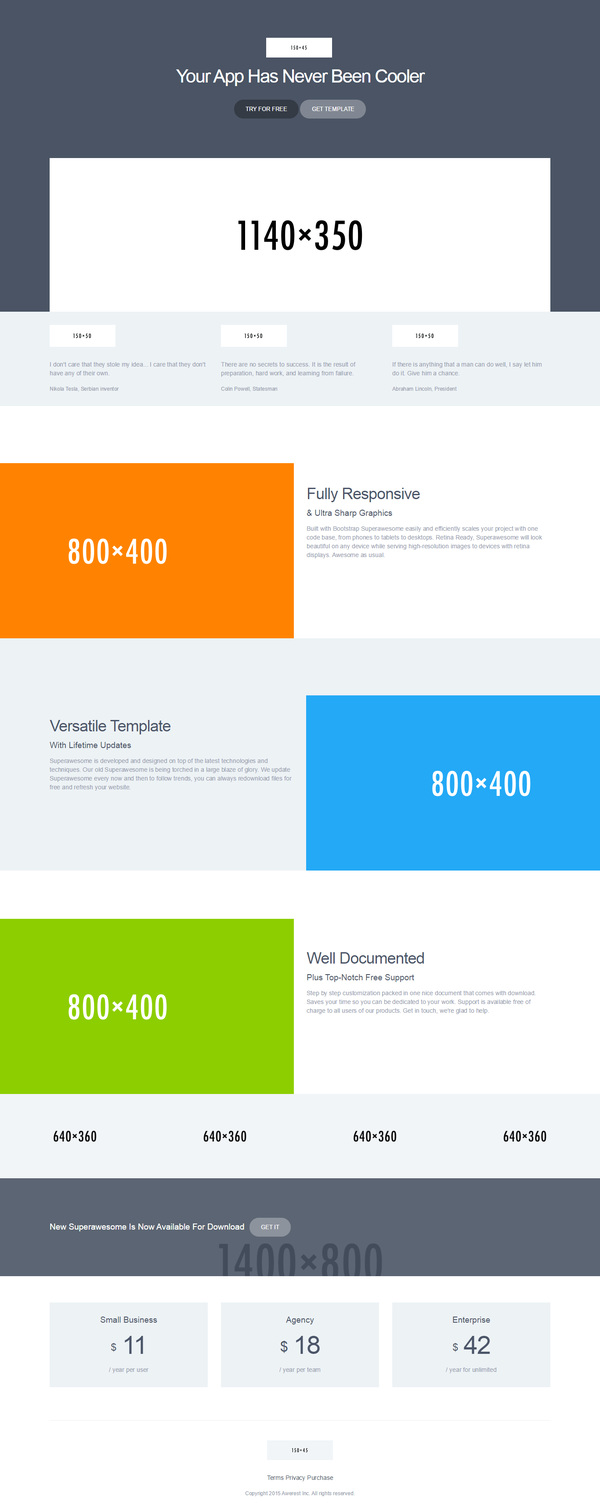 150×45
Your App Has Never Been Cooler
TRY FOR FREE
GET TEMPLATE
1140×350
150×50
I don't care that they stole my idea... I care that they don't
have any of their own.
Nikola Tesla, Serbian inventor
150×50
There are no secrets to success. It is the result of
preparation, hard work, and learning from failure.
Colin Powell, Statesman
150×50
If there is anything that a man can do well, I say let him
do it. Give him a chance.
Abraham Lincoln, President
800×400
Fully Responsive
& Ultra Sharp Graphics
Built with Bootstrap Superawesome easily and efficiently scales your project with one
code base, from phones to tablets to desktops. Retina Ready, Superawesome will look
beautiful on any device while serving high-resolution images to devices with retina
displays. Awesome as usual.
Versatile Template
With Lifetime Updates
Superawesome is developed and designed on top of the latest technologies and
techniques. Our old Superawesome is being torched in a large blaze of glory. We update
Superawesome every now and then to follow trends, you can always redownload files for
free and refresh your website.
800×400
800×400
Well Documented
Plus Top-Notch Free Support
Step by step customization packed in one nice document that comes with download.
Saves your time so you can be dedicated to your work. Support is available free of
charge to all users of our products. Get in touch, we're glad to help.
640×360
640×360
640×360
640×360
New Superawesome Is Now Available For Download
GET IT
1400×800
Small Business
$ 11
/ year per user
Agency
$ 18
/ year per team
Enterprise
$ 42
/ year for unlimited
150×45
Terms Privacy Purchase
Copyright 2015 Awerest Inc. All rights reserved.